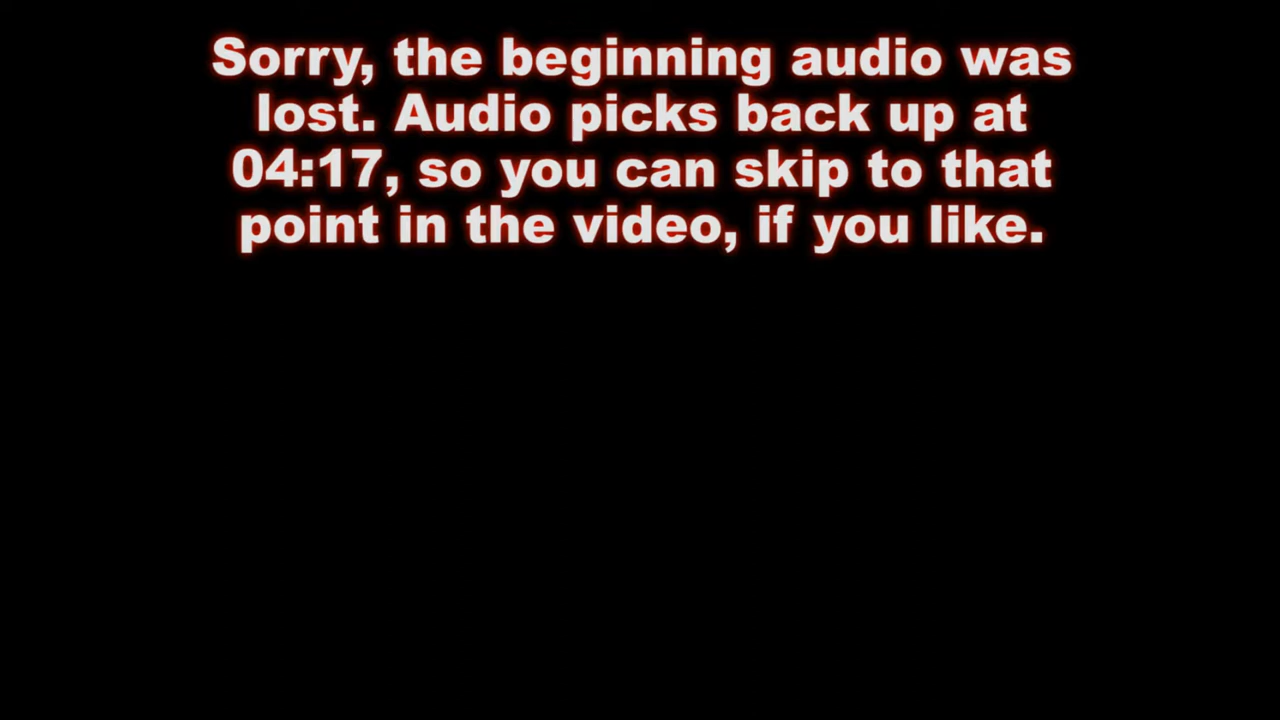 Sorry, the beginning audio was
lost. Audio picks back up at
04:17, so you can skip to that
point in the video, if you like.